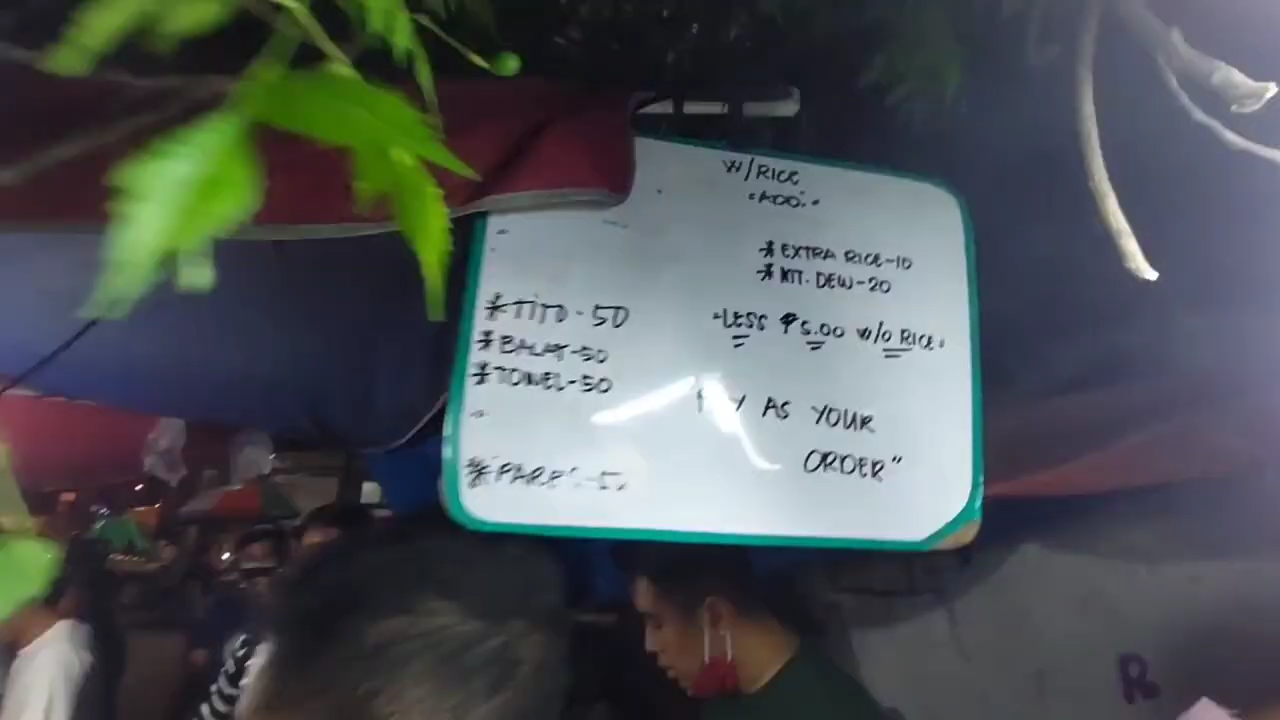 W/RICE
"ADD."
* EXTRA RICE-10
* MT. DEW-20
* TITO-50
* BALAT-50
* TOWEL-50
"LESS ₱5.00 W/O RICE"
AS YOUR
ORDER"
R